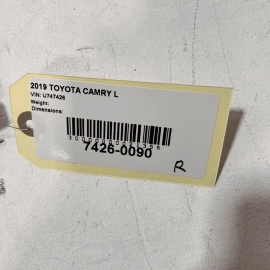 2019 TOYOTA CAMRY L
VIN: U747426
Weight:
Dimensions:
7426-0090
R